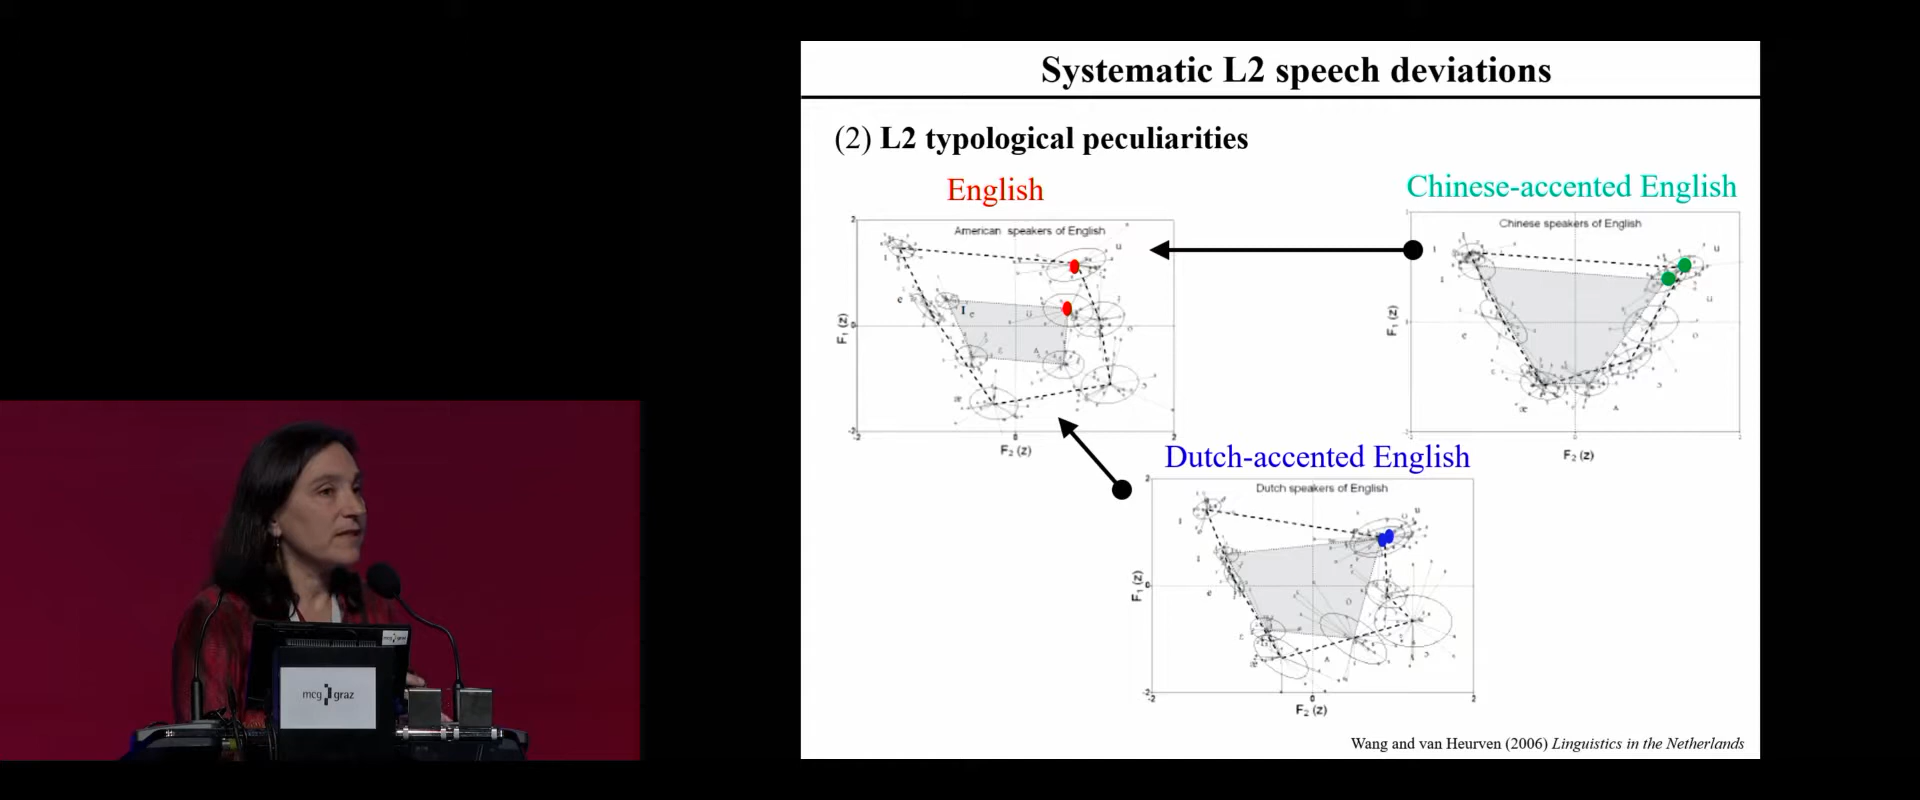 Systematic L2 speech deviations
(2) L2 typological peculiarities
English
Chinese-accented English
American speakers of English
Chinese speakers of English
F₁ (z)
F₂ (z)
F₁ (z)
F₂ (z)
Dutch-accented English
Dutch speakers of English
F₁ (z)
F₂ (z)
Wang and van Heurven (2006) Linguistics in the Netherlands
mcg graz
mcg graz